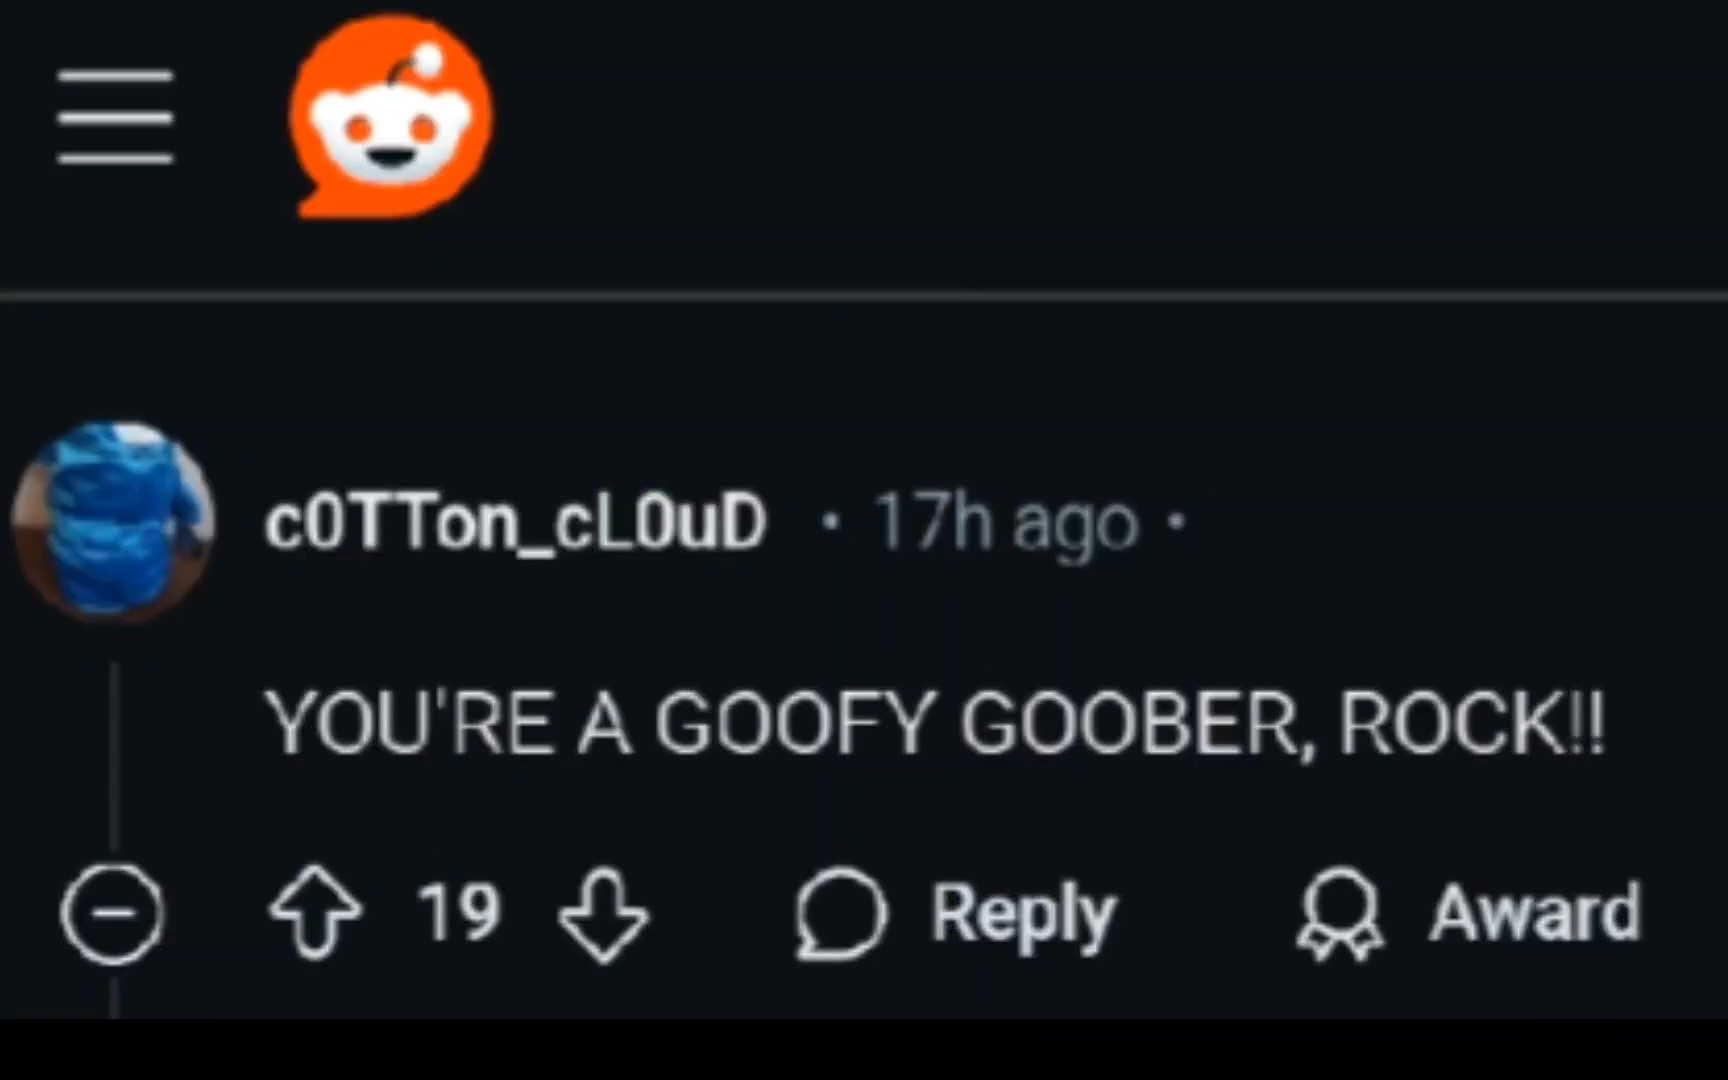 c0TTon_cL0uD • 17h ago •
YOU'RE A GOOFY GOOBER, ROCK!!
19 Reply Award